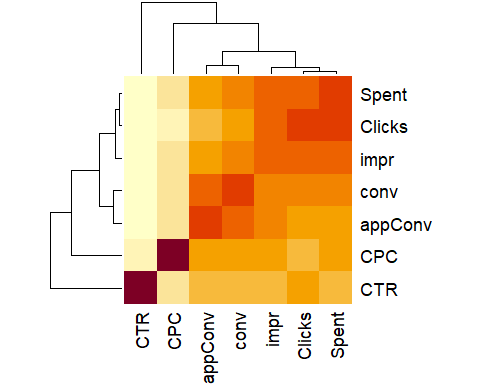 Spent
Clicks
impr
conv
appConv
CPC
CTR
CTR
CPC
appConv
conv
impr
Clicks
Spent